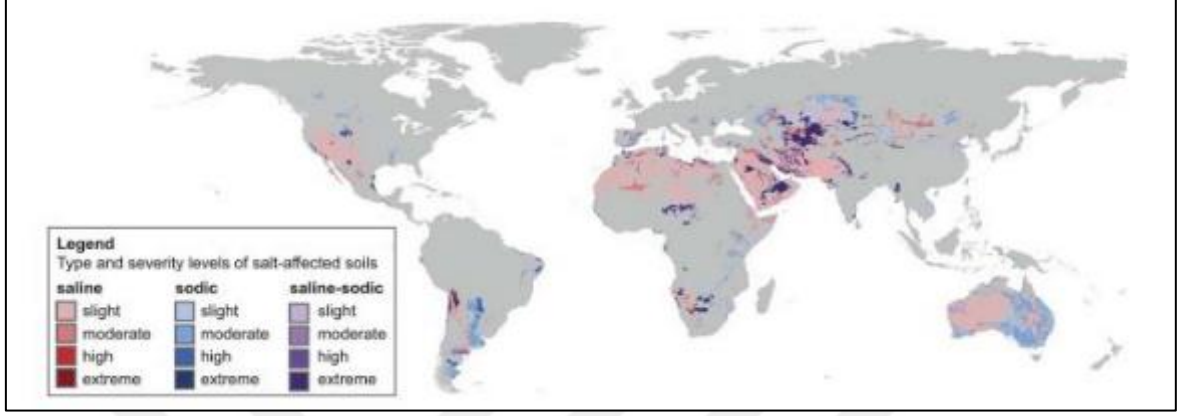 Legend
Type and severity levels of salt-affected soils
saline sodic saline-sodic
slight slight slight
moderate moderate moderate
high high high
extreme extreme extreme